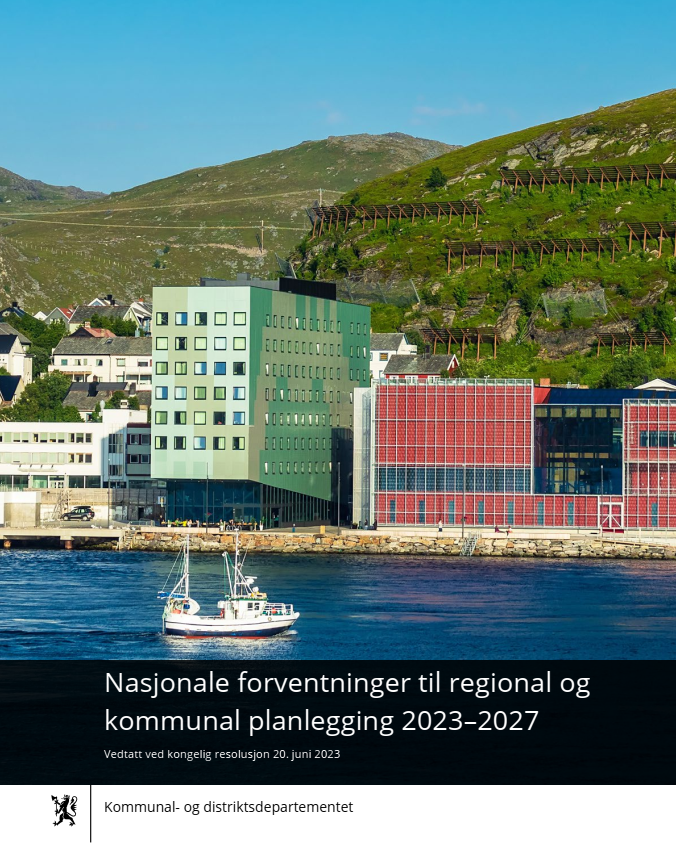 Nasjonale forventninger til regional og
kommunal planlegging 2023–2027
Vedtatt ved kongelig resolusjon 20. juni 2023
Kommunal- og distriktsdepartementet